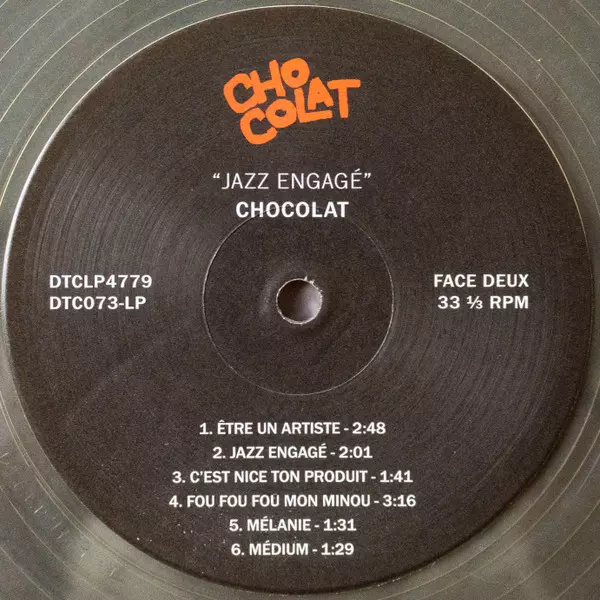 CHO
COLAT
“JAZZ ENGAGÉ”
CHOCOLAT
DTCLP4779
DTC073-LP
FACE DEUX
33 ⅓ RPM
1. ÊTRE UN ARTISTE - 2:48
2. JAZZ ENGAGÉ - 2:01
3. C'EST NICE TON PRODUIT - 1:41
4. FOU FOU FOU MON MINOU - 3:16
5. MÉLANIE - 1:31
6. MÉDIUM - 1:29